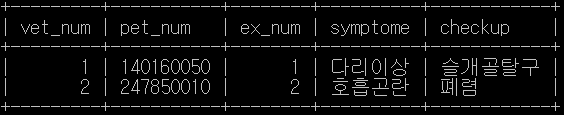 vet_num | pet_num | ex_num | symptome | checkup
1 | 140160050 | 1 | 다리이상 | 슬개골탈구
2 | 247850010 | 2 | 호흡곤란 | 폐렴